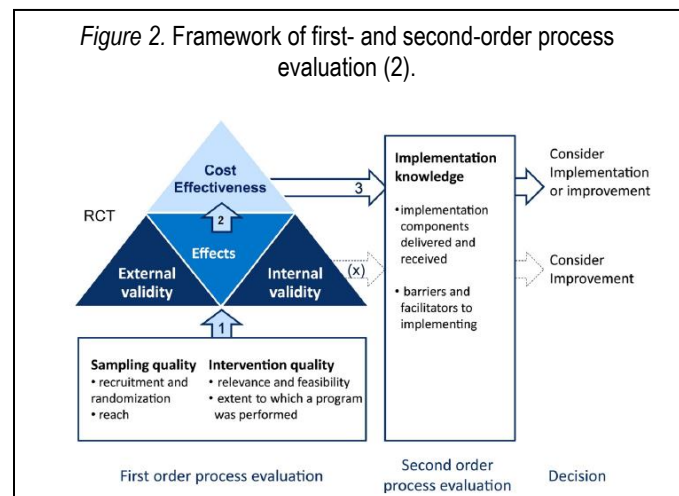 Figure 2. Framework of first- and second-order process
evaluation (2).
RCT
Cost
Effectiveness
2
Effects
External
validity
Internal
validity
1
3
(x)
Sampling quality
• recruitment and
randomization
• reach
Intervention quality
• relevance and feasibility
• extent to which a program
was performed
Implementation
knowledge
•implementation
components
delivered and
received
• barriers and
facilitators to
implementing
Consider
Implementation
or improvement
Consider
Improvement
First order process evaluation
Second order
process evaluation
Decision